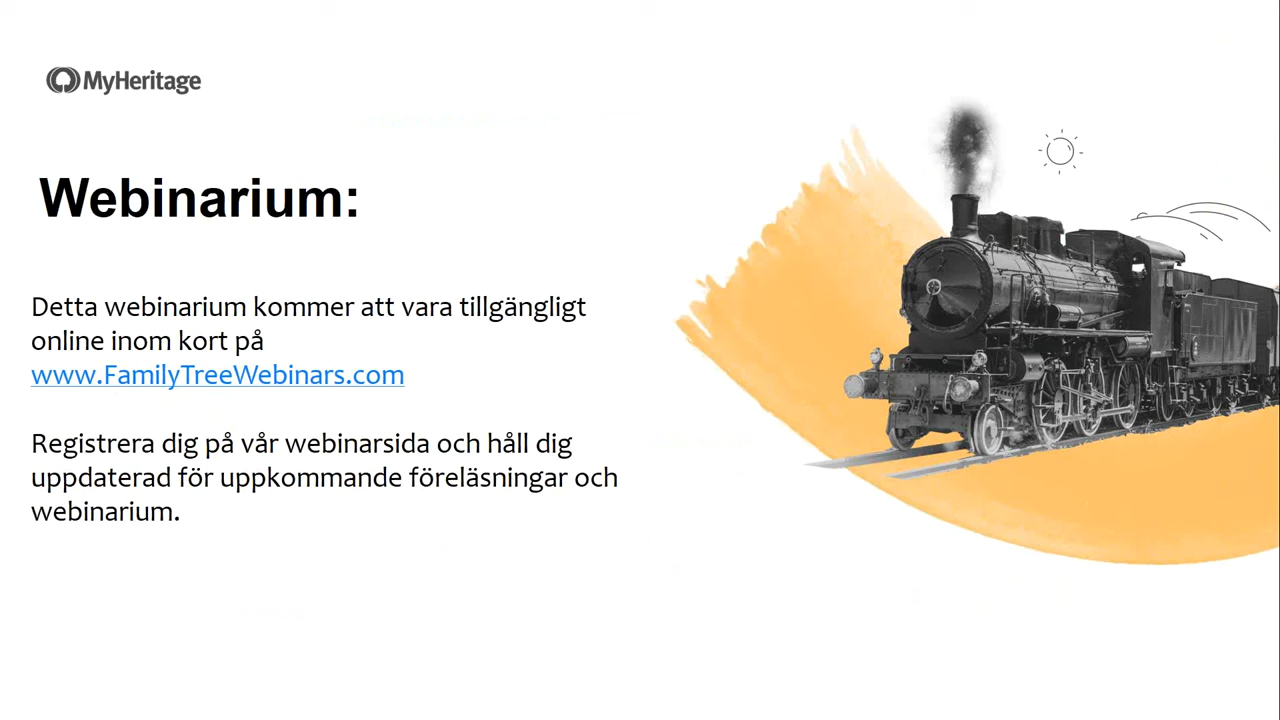 MyHeritage
Webinarium:
Detta webinarium kommer att vara tillgängligt
online inom kort på
www.FamilyTreeWebinars.com
Registrera dig på vår webinarsida och håll dig
uppdaterad för uppkommande föreläsningar och
webinarium.